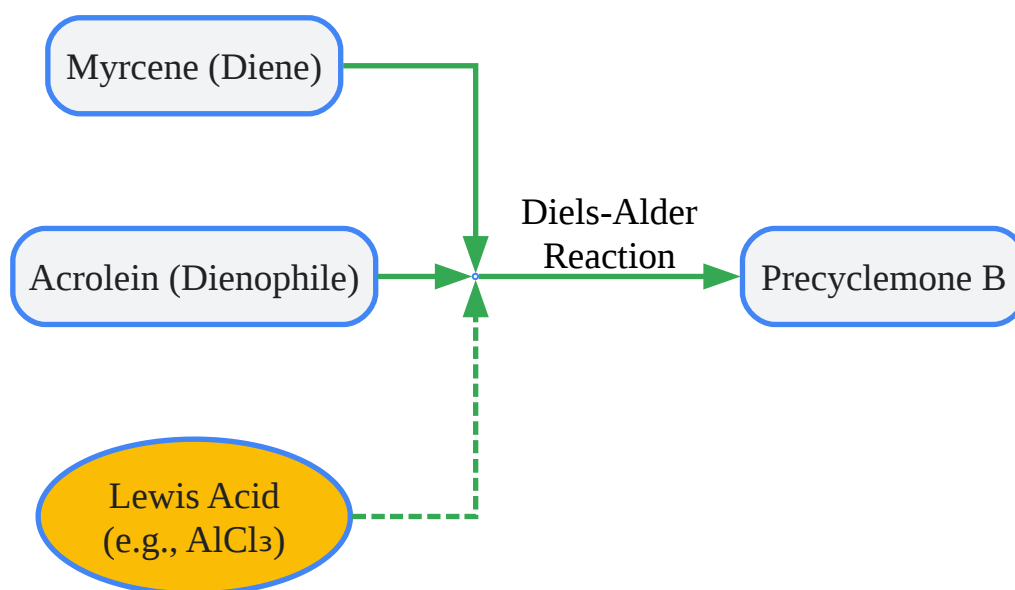 Myrcene (Diene)
Diels-Alder
Reaction
Acrolein (Dienophile)
Precyclemone B
Lewis Acid
(e.g., AlCl₃)